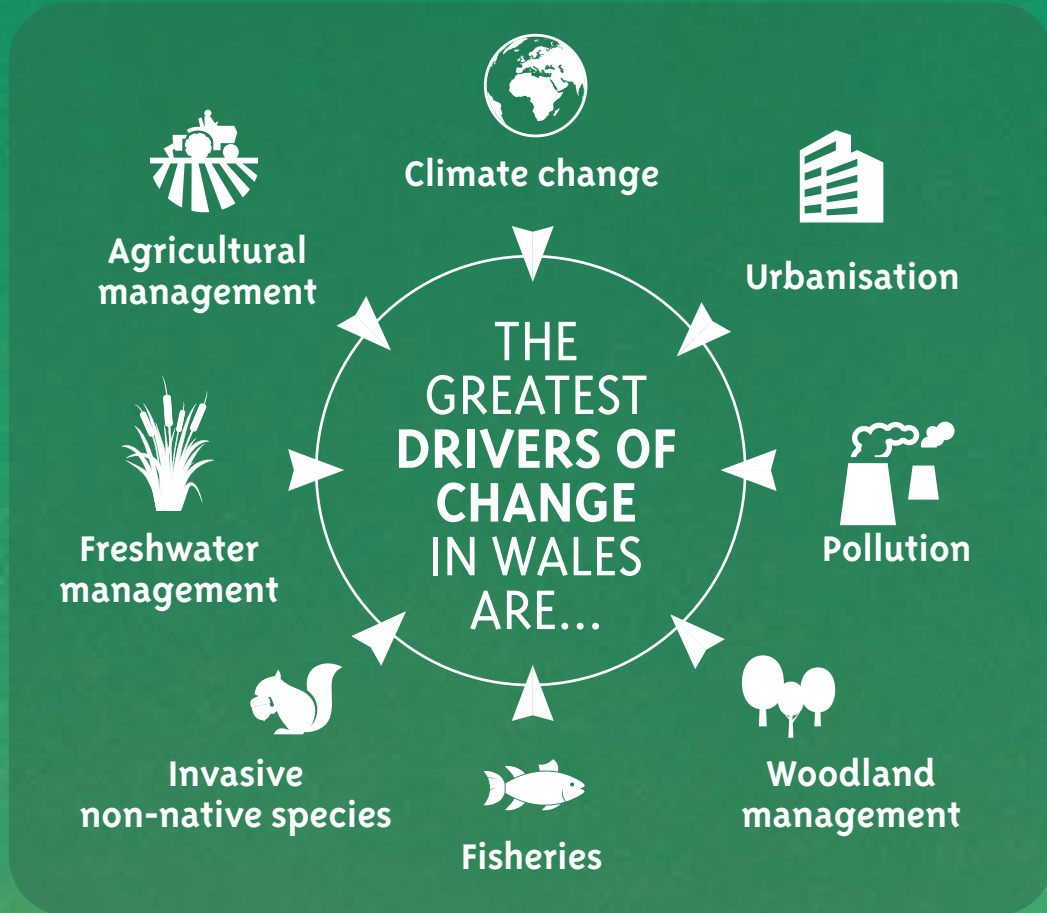 Climate change
Urbanisation
Pollution
Woodland
management
Fisheries
Invasive
non-native species
Freshwater
management
Agricultural
management
THE
GREATEST
DRIVERS OF
CHANGE
IN WALES
ARE...